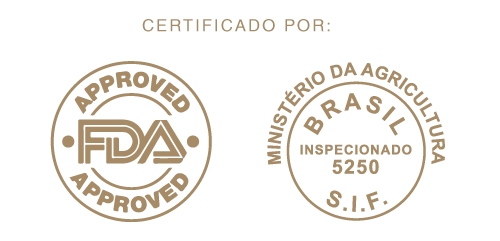 CERTIFICADO POR:
APPROVED
FDA
APPROVED
MINISTÉRIO DA AGRICULTURA
BRASIL
INSPECIONADO
5250
S.I.F.